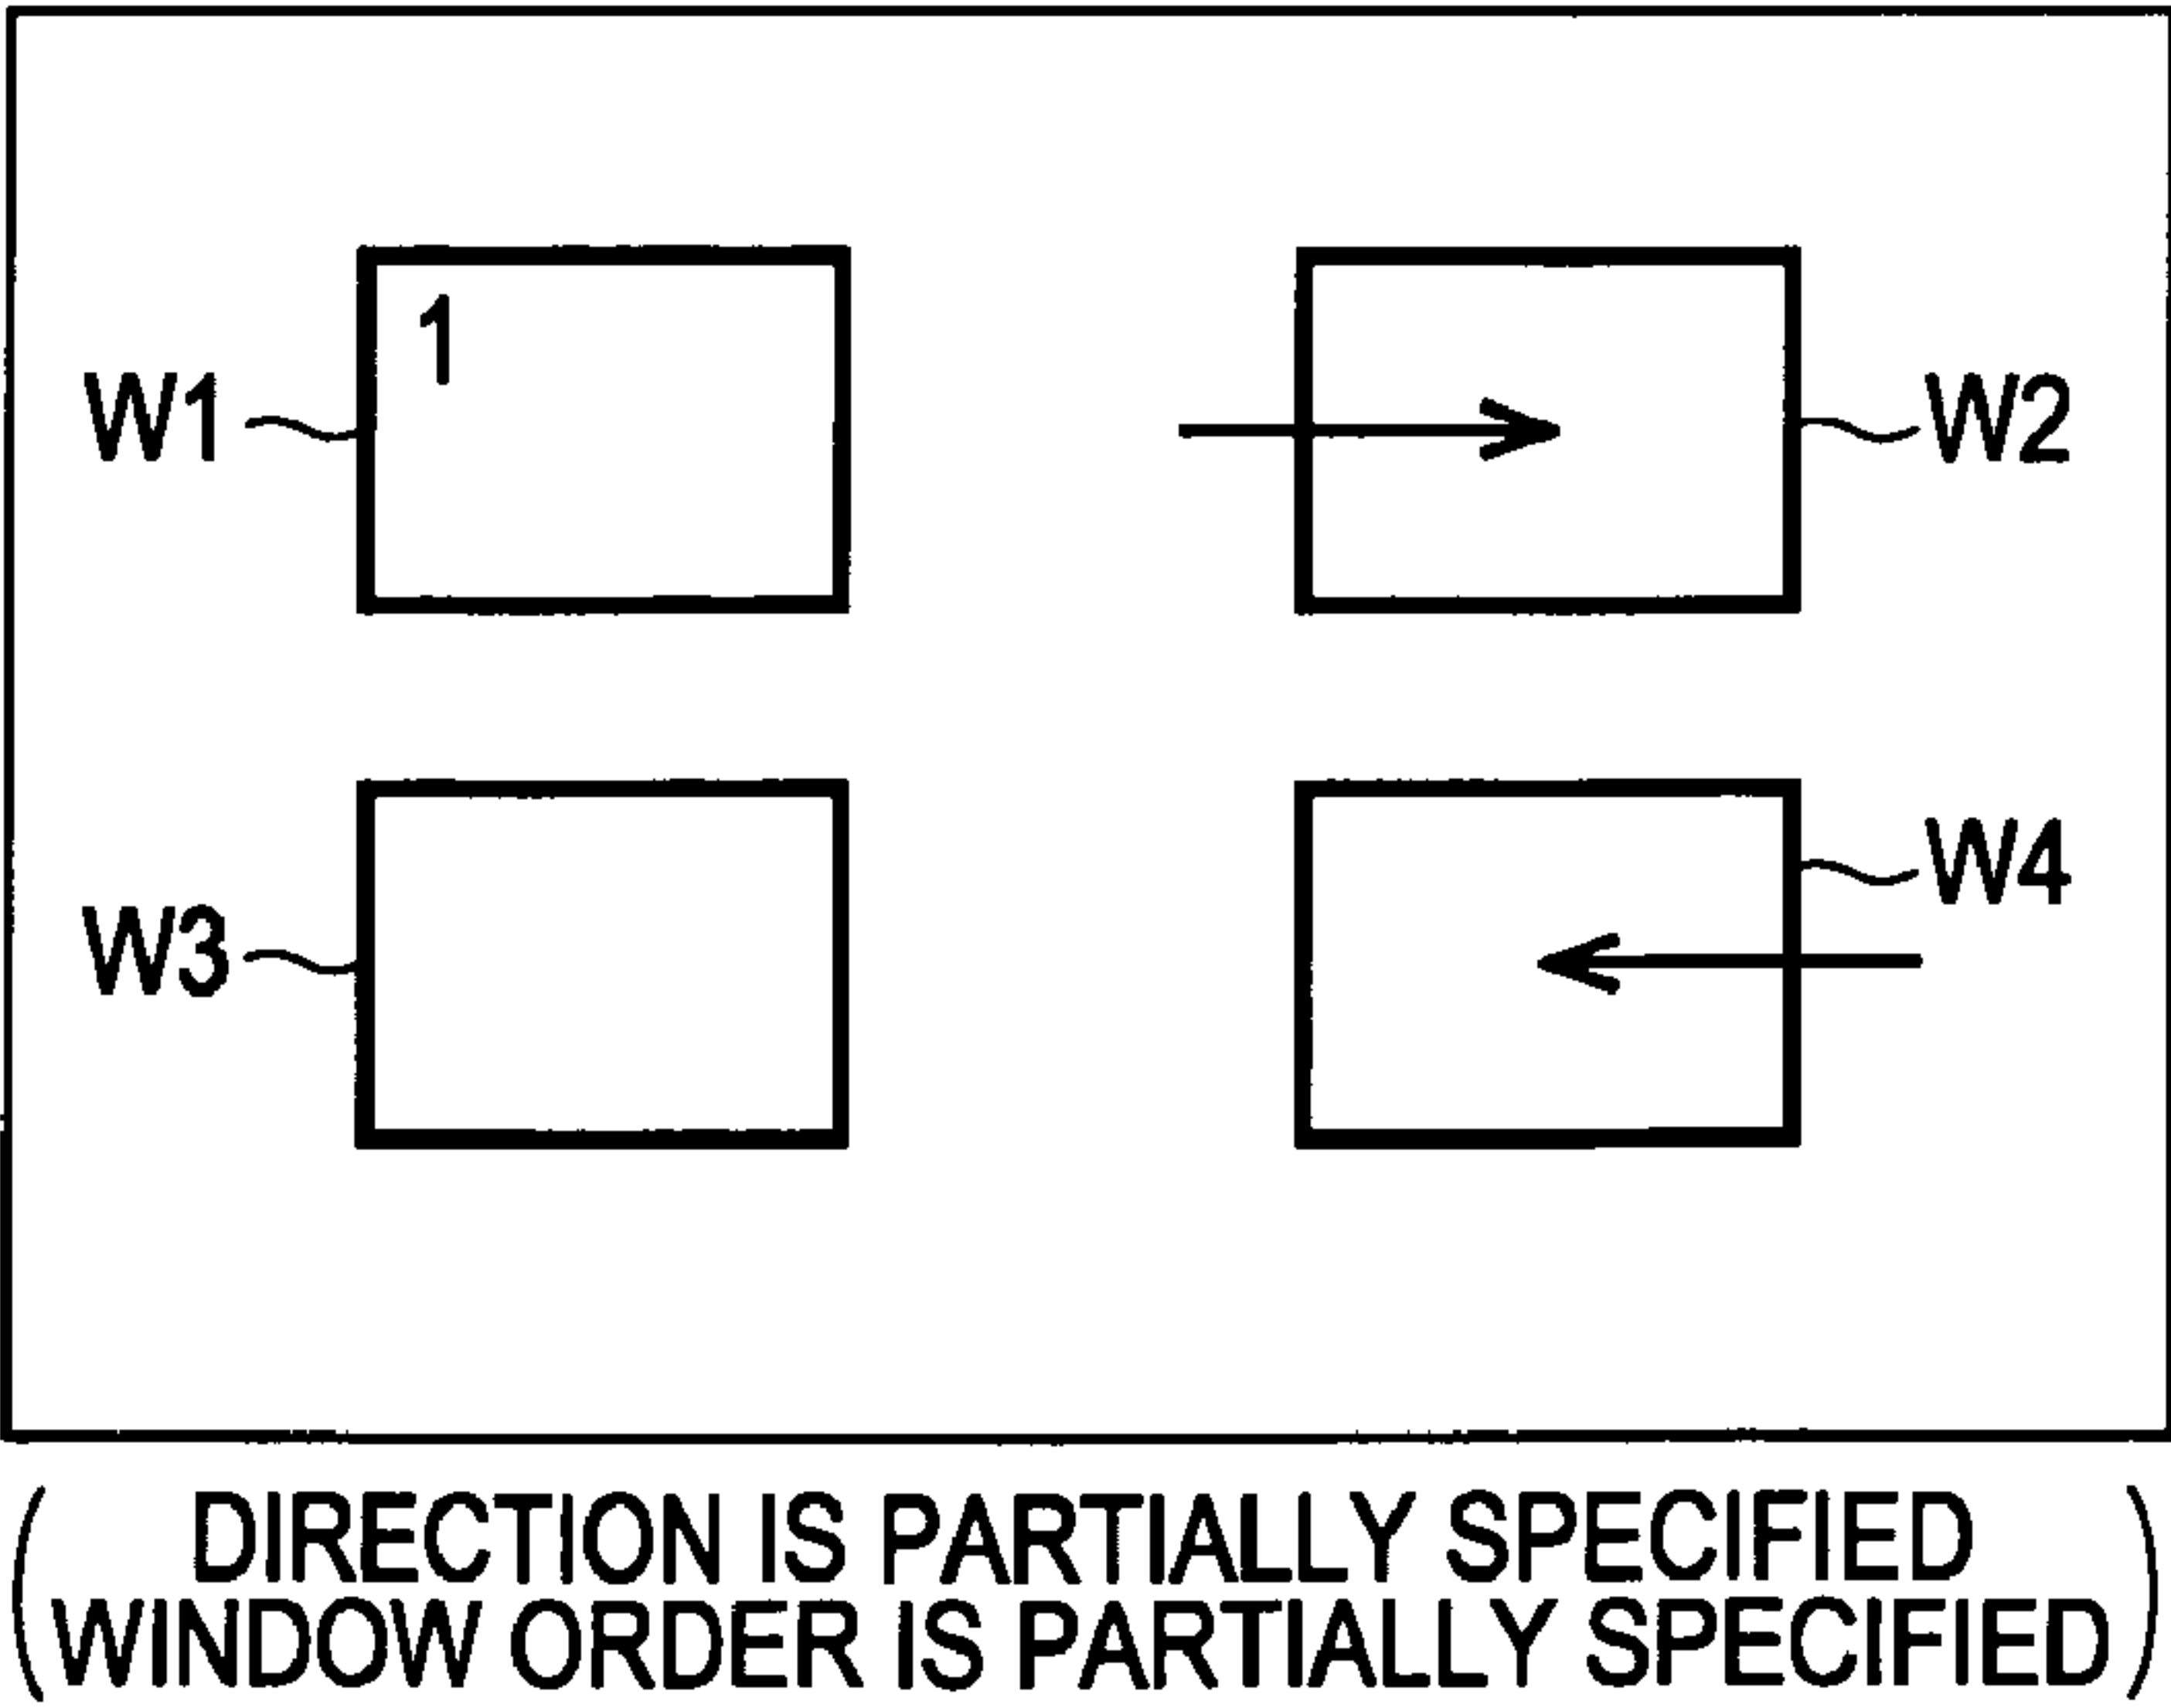 1
W1
W2
W3
W4
( DIRECTION IS PARTIALLY SPECIFIED
WINDOW ORDER IS PARTIALLY SPECIFIED )